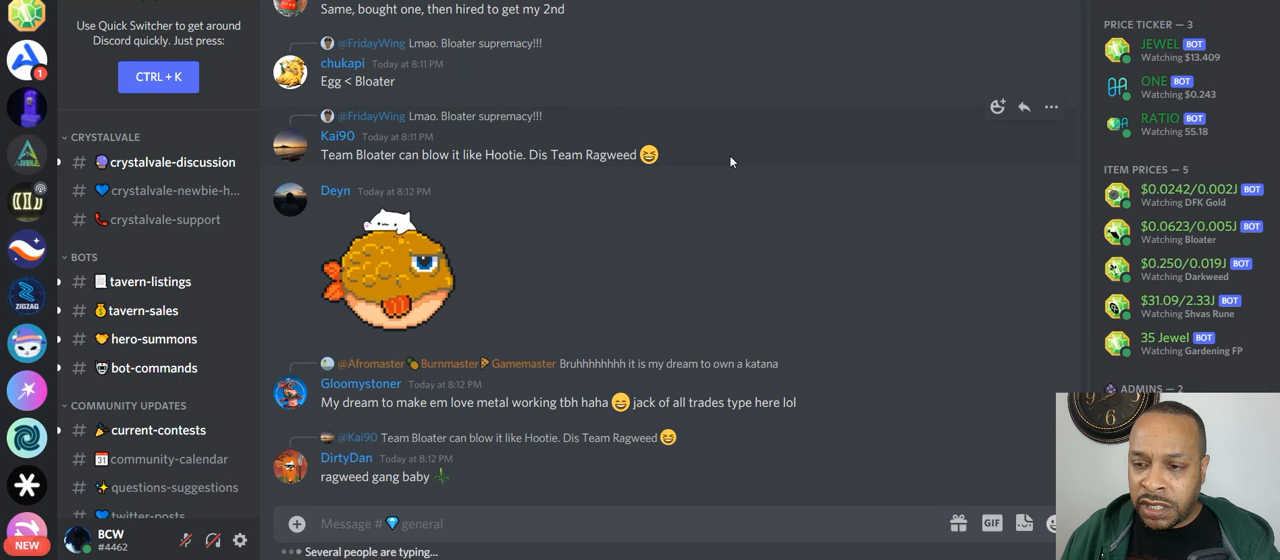 Use Quick Switcher to get around
Discord quickly. Just press:
CTRL + K
CRYSTALVALE
# crystalvale-discussion
# crystalvale-newbie-h...
# crystalvale-support
BOTS
# tavern-listings
# tavern-sales
# hero-summons
# bot-commands
COMMUNITY UPDATES
# current-contests
# community-calendar
# questions-suggestions
# twitter-posts
BCW
#4462
1
ZIGZAG
NEW
Same, bought one, then hired to get my 2nd
@FridayWing Lmao. Bloater supremacy!!!
chukapi Today at 8:11 PM
Egg < Bloater
@FridayWing Lmao. Bloater supremacy!!!
Kai90 Today at 8:11 PM
Team Bloater can blow it like Hootie. Dis Team Ragweed 😆
Deyn Today at 8:12 PM
@Afromaster🍍Burnmaster🍕Gamemaster Bruhhhhhhh it is my dream to own a katana
Gloomystoner Today at 8:12 PM
My dream to make em love metal working tbh haha 😄 jack of all trades type here lol
@Kai90 Team Bloater can blow it like Hootie. Dis Team Ragweed 😆
DirtyDan Today at 8:12 PM
ragweed gang baby
Message #💎general
GIF
Several people are typing...
PRICE TICKER — 3
JEWEL BOT
Watching $13.409
ONE BOT
Watching $0.243
RATIO BOT
Watching 55.18
ITEM PRICES — 5
$0.0242/0.002J BOT
Watching DFK Gold
$0.0623/0.005J BOT
Watching Bloater
$0.250/0.019J BOT
Watching Darkweed
$31.09/2.33J BOT
Watching Shvas Rune
35 Jewel BOT
Watching Gardening FP
ADMINS — 2